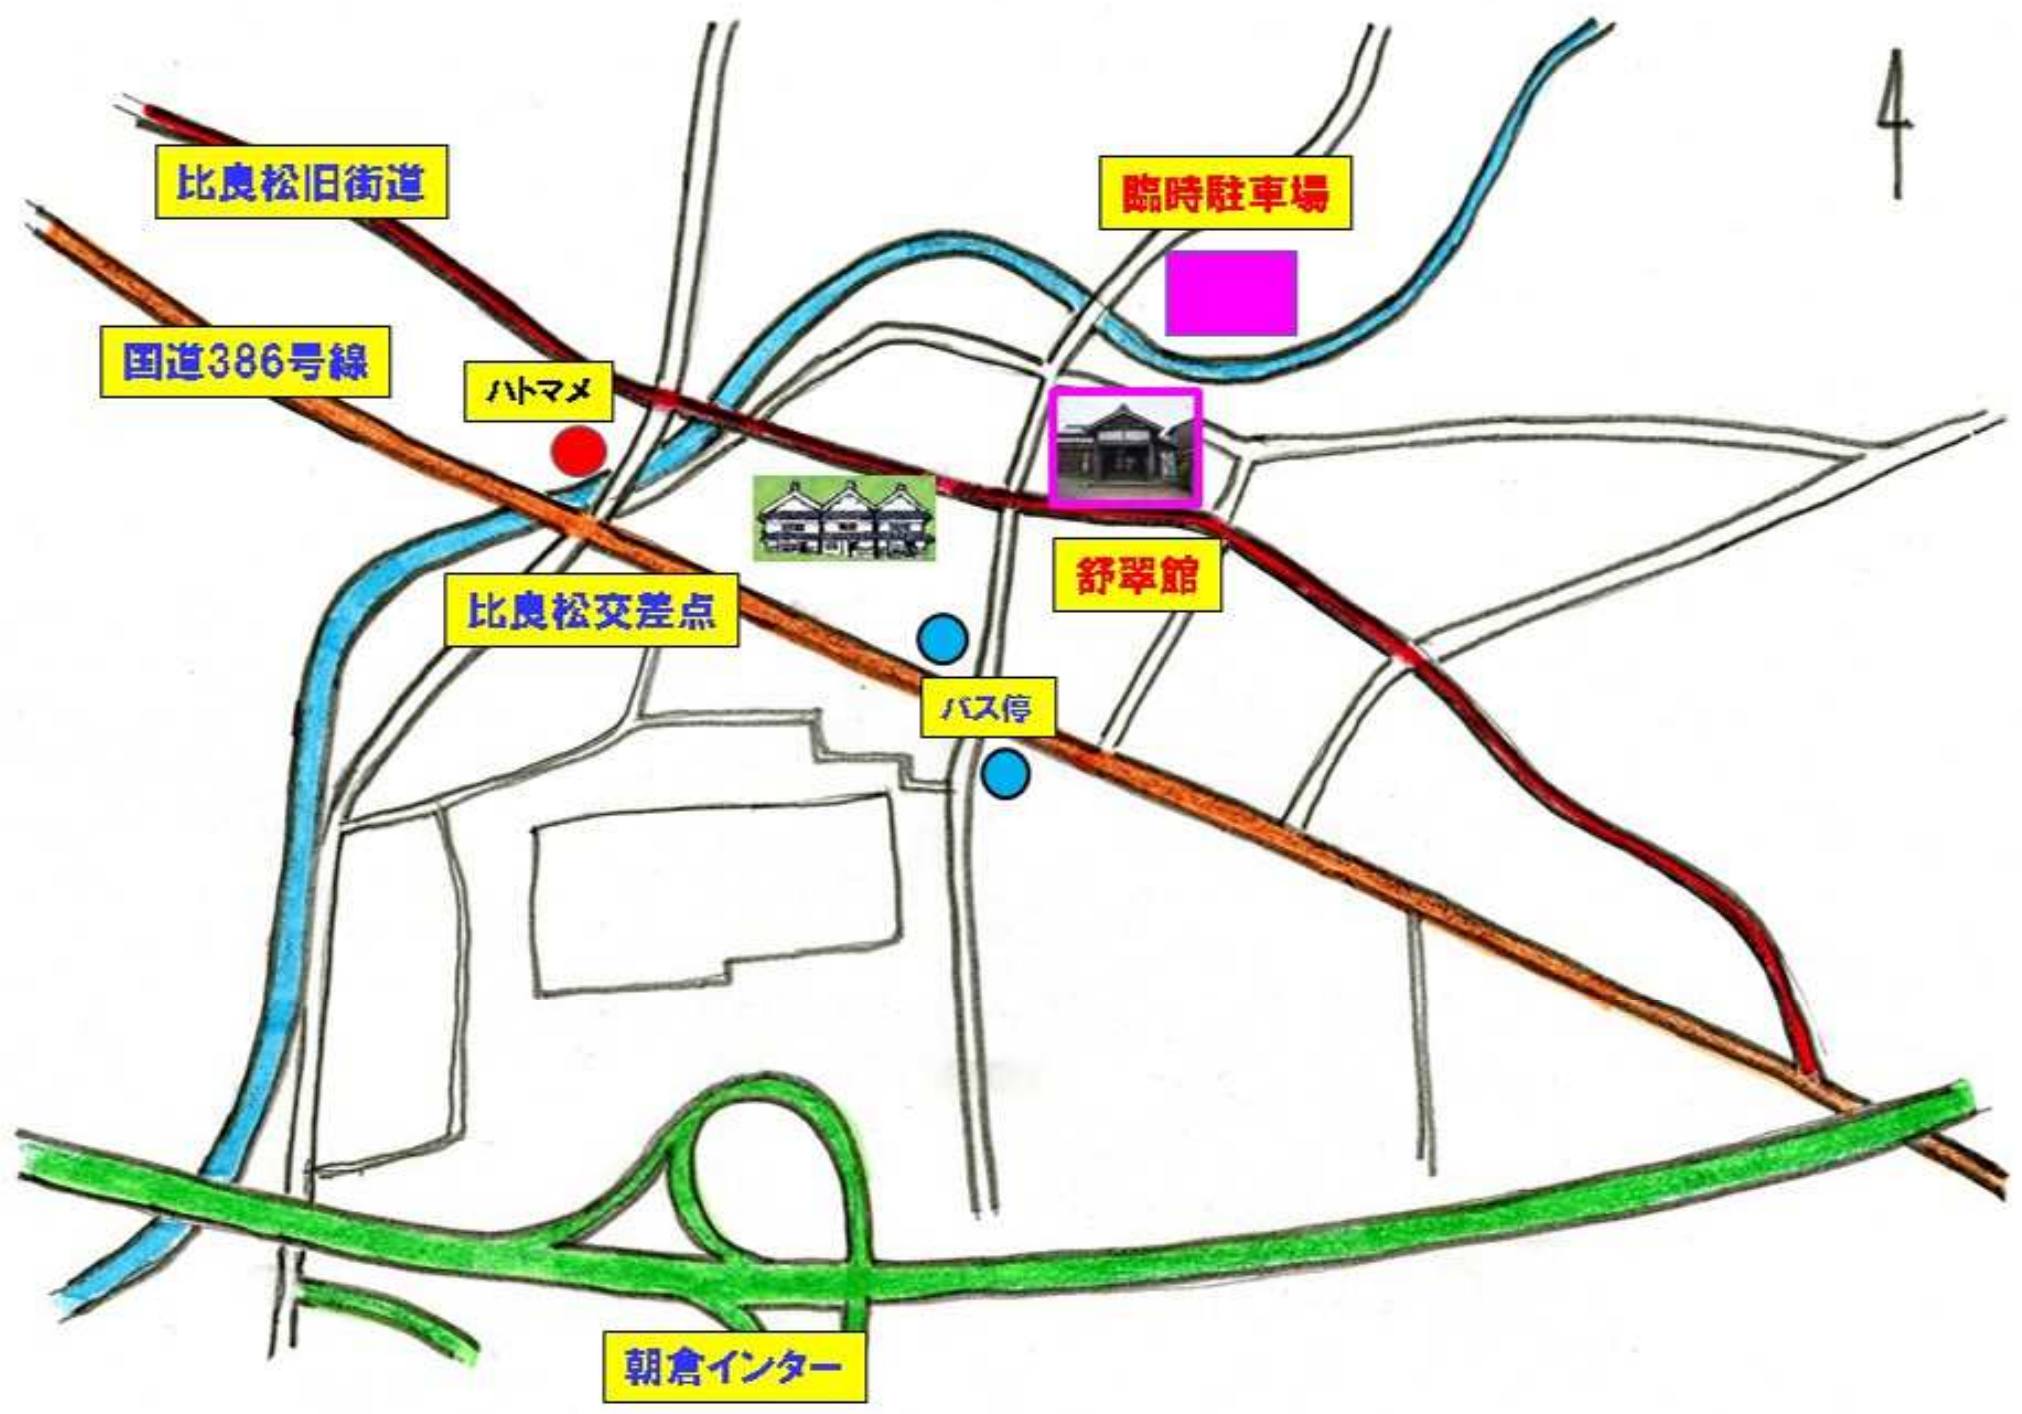 比良松旧街道
臨時駐車場
国道386号線
ハトマメ
舒翠館
比良松交差点
バス停
朝倉インター